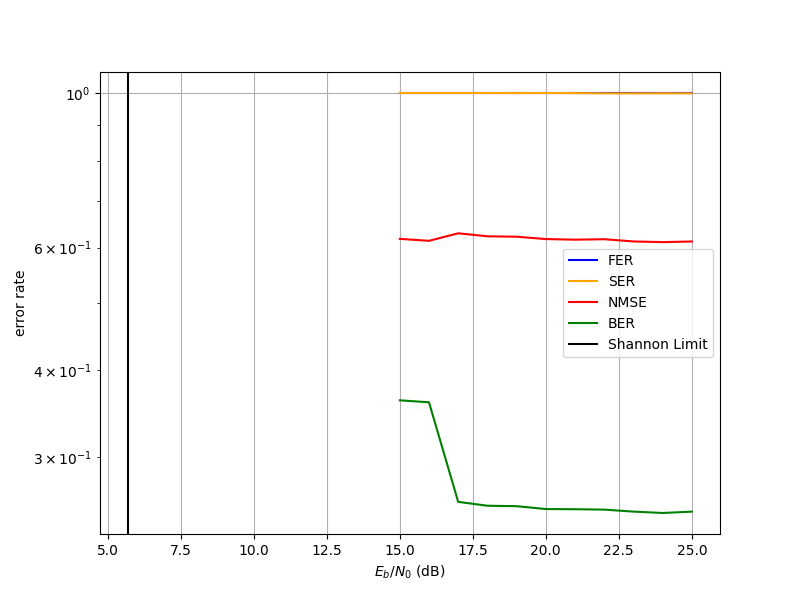 10⁰
6 × 10⁻¹
4 × 10⁻¹
3 × 10⁻¹
error rate
FER
SER
NMSE
BER
Shannon Limit
5.0 7.5 10.0 12.5 15.0 17.5 20.0 22.5 25.0
E_b/N_0 (dB)